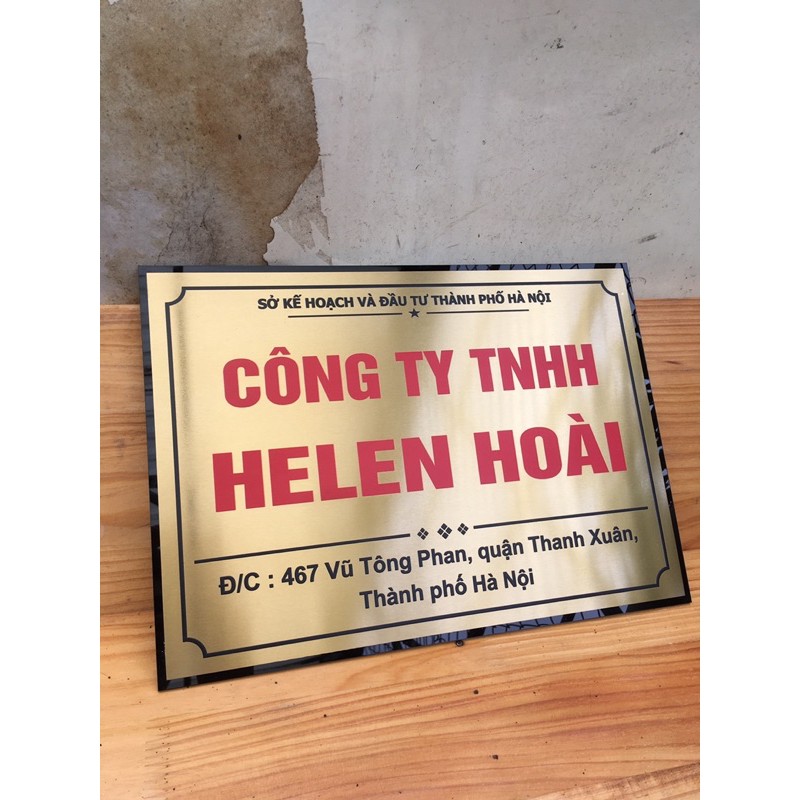 SỞ KẾ HOẠCH VÀ ĐẦU TƯ THÀNH PHỐ HÀ NỘI
CÔNG TY TNHH
HELEN HOÀI
Đ/C : 467 Vũ Tông Phan, quận Thanh Xuân,
Thành phố Hà Nội